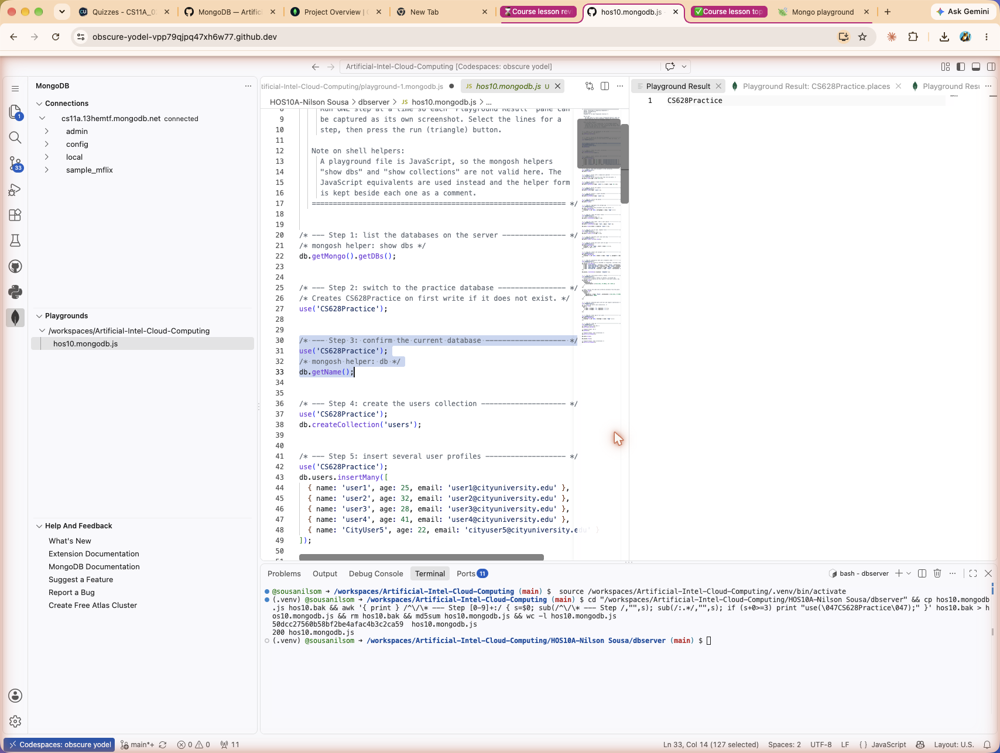 Quizzes - CS11A_0
MongoDB — Artific
Project Overview |
New Tab
⌛Course lesson rev
hos10.mongodb.js
✅Course lesson top
Mongo playground
Ask Gemini
obscure-yodel-vpp79qjpq47xh6w77.github.dev
Artificial-Intel-Cloud-Computing [Codespaces: obscure yodel]
MongoDB
Connections
cs11a.13hemtf.mongodb.net connected
admin
config
local
sample_mflix
Playgrounds
/workspaces/Artificial-Intel-Cloud-Computing
hos10.mongodb.js
Help And Feedback
What's New
Extension Documentation
MongoDB Documentation
Suggest a Feature
Report a Bug
Create Free Atlas Cluster
1
33
tificial-Intel-Cloud-Computing/playground-1.mongodb.js
JS hos10.mongodb.js U
HOS10A-Nilson Sousa > dbserver > JS hos10.mongodb.js > ...
8 Run ONE step at a time so each "Playground Result" pane can
9 be captured as its own screenshot. Select the lines for a
10 step, then press the run (triangle) button.
11
12 Note on shell helpers:
13 A playground file is JavaScript, so the mongosh helpers
14 "show dbs" and "show collections" are not valid here. The
15 JavaScript equivalents are used instead and the helper form
16 is kept beside each one as a comment.
17 ============================================================ */
18
19
20 /* --- Step 1: list the databases on the server --------------- */
21 /* mongosh helper: show dbs */
22 db.getMongo().getDBs();
23
24
25 /* --- Step 2: switch to the practice database ---------------- */
26 /* Creates CS628Practice on first write if it does not exist. */
27 use('CS628Practice');
28
29
30 /* --- Step 3: confirm the current database ------------------- */
31 use('CS628Practice');
32 /* mongosh helper: db */
33 db.getName();
34
35
36 /* --- Step 4: create the users collection -------------------- */
37 use('CS628Practice');
38 db.createCollection('users');
39
40
41 /* --- Step 5: insert several user profiles ------------------- */
42 use('CS628Practice');
43 db.users.insertMany([
44 { name: 'user1', age: 25, email: 'user1@cityuniversity.edu' },
45 { name: 'user2', age: 32, email: 'user2@cityuniversity.edu' },
46 { name: 'user3', age: 28, email: 'user3@cityuniversity.edu' },
47 { name: 'user4', age: 41, email: 'user4@cityuniversity.edu' },
48 { name: 'CityUser5', age: 22, email: 'cityuser5@cityuniversity.edu' }
49 ]);
50
51
Playground Result
Playground Result: CS628Practice.places
Playground Resu
1 CS628Practice
Problems
Output
Debug Console
Terminal
Ports 11
bash - dbserver
@sousanilsom → /workspaces/Artificial-Intel-Cloud-Computing (main) $ source /workspaces/Artificial-Intel-Cloud-Computing/.venv/bin/activate
(.venv) @sousanilsom → /workspaces/Artificial-Intel-Cloud-Computing (main) $ cd "/workspaces/Artificial-Intel-Cloud-Computing/HOS10A-Nilson Sousa/dbserver" && cp hos10.mongodb
.js hos10.bak && awk '{ print } /^\/\* --- Step [0-9]+:/ { s=$0; sub(/^\/\* --- Step /,"",s); sub(/:.*/,"",s); if (s+0>=3) print "use(\047CS628Practice\047);" }' hos10.bak > h
os10.mongodb.js && rm hos10.bak && md5sum hos10.mongodb.js && wc -l hos10.mongodb.js
50dcc27560b58bf2be4afac4b3c2ca59 hos10.mongodb.js
200 hos10.mongodb.js
(.venv) @sousanilsom → /workspaces/Artificial-Intel-Cloud-Computing/HOS10A-Nilson Sousa/dbserver (main) $
Codespaces: obscure yodel
main*+
0
0
11
Ln 33, Col 14 (127 selected)
Spaces: 2
UTF-8
LF
{ } JavaScript
Layout: U.S.